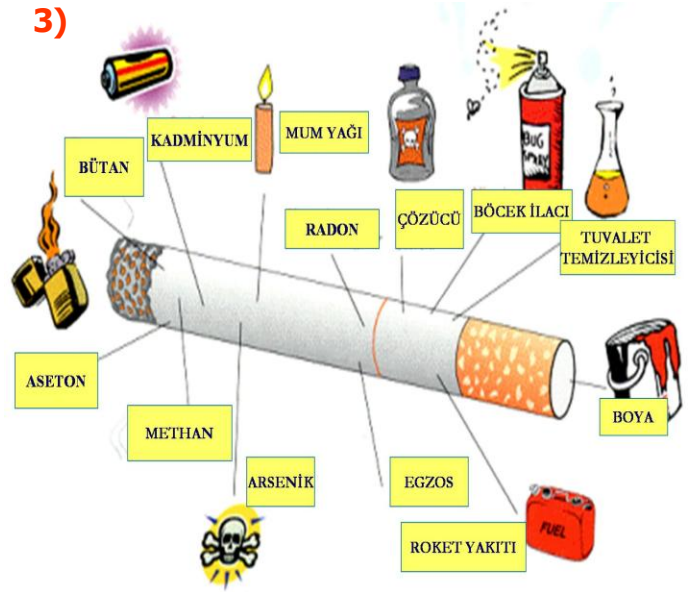 3)
KADMİNYUM
MUM YAĞI
BÜTAN
BUG
SPRAY
RADON
ÇÖZÜCÜ
BÖCEK İLACI
TUVALET
TEMİZLEYİCİSİ
ASETON
METHAN
ARSENİK
EGZOS
BOYA
ROKET YAKITI
FUEL